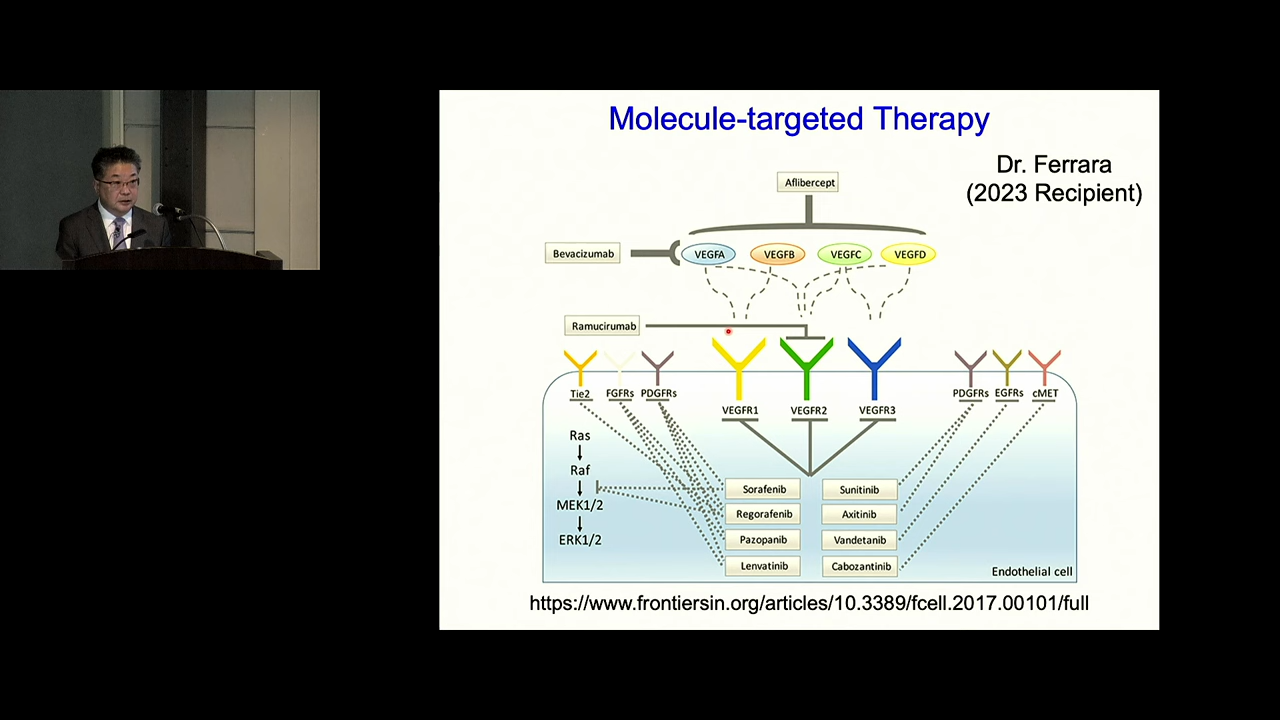 Molecule-targeted Therapy
Dr. Ferrara
(2023 Recipient)
Aflibercept
Bevacizumab
VEGFA
VEGFB
VEGFC
VEGFD
Ramucirumab
Tie2
FGFRs
PDGFRs
VEGFR1
VEGFR2
VEGFR3
PDGFRs
EGFRs
cMET
Ras
Raf
MEK1/2
ERK1/2
Sorafenib
Sunitinib
Regorafenib
Axitinib
Pazopanib
Vandetanib
Lenvatinib
Cabozantinib
Endothelial cell
https://www.frontiersin.org/articles/10.3389/fcell.2017.00101/full